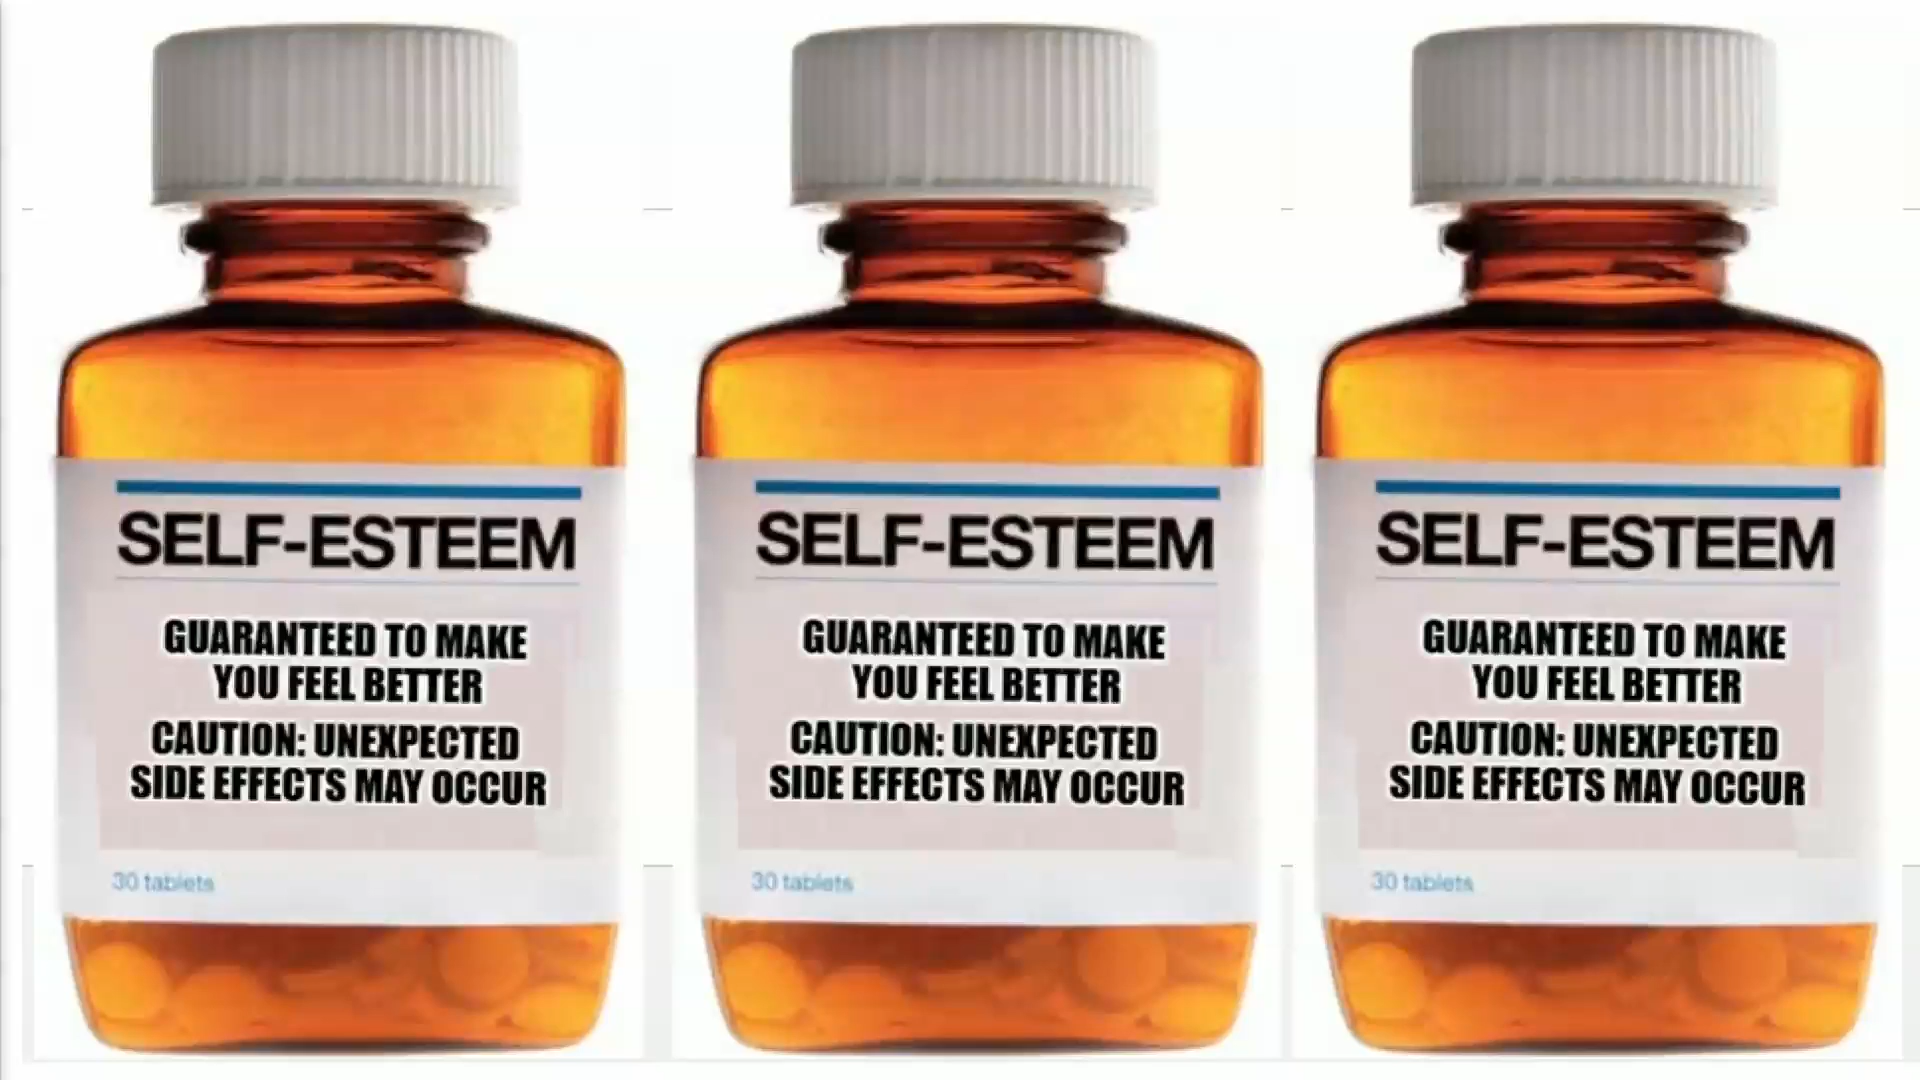 SELF-ESTEEM
GUARANTEED TO MAKE
YOU FEEL BETTER
CAUTION: UNEXPECTED
SIDE EFFECTS MAY OCCUR
30 tablets
SELF-ESTEEM
GUARANTEED TO MAKE
YOU FEEL BETTER
CAUTION: UNEXPECTED
SIDE EFFECTS MAY OCCUR
30 tablets
SELF-ESTEEM
GUARANTEED TO MAKE
YOU FEEL BETTER
CAUTION: UNEXPECTED
SIDE EFFECTS MAY OCCUR
30 tablets